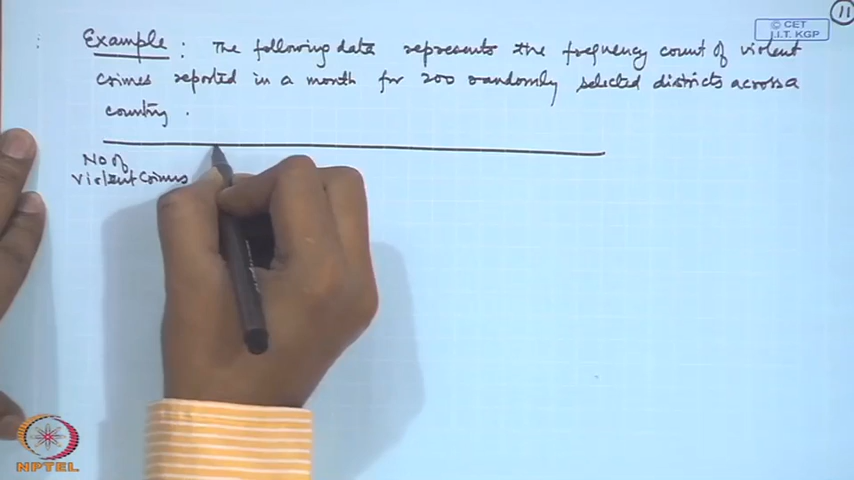 11
© CET
I.I.T. KGP
Example : The following data represents the frequency count of violent
crimes reported in a month for 200 randomly selected districts across a
country .
No of
Violent Crimes
NPTEL